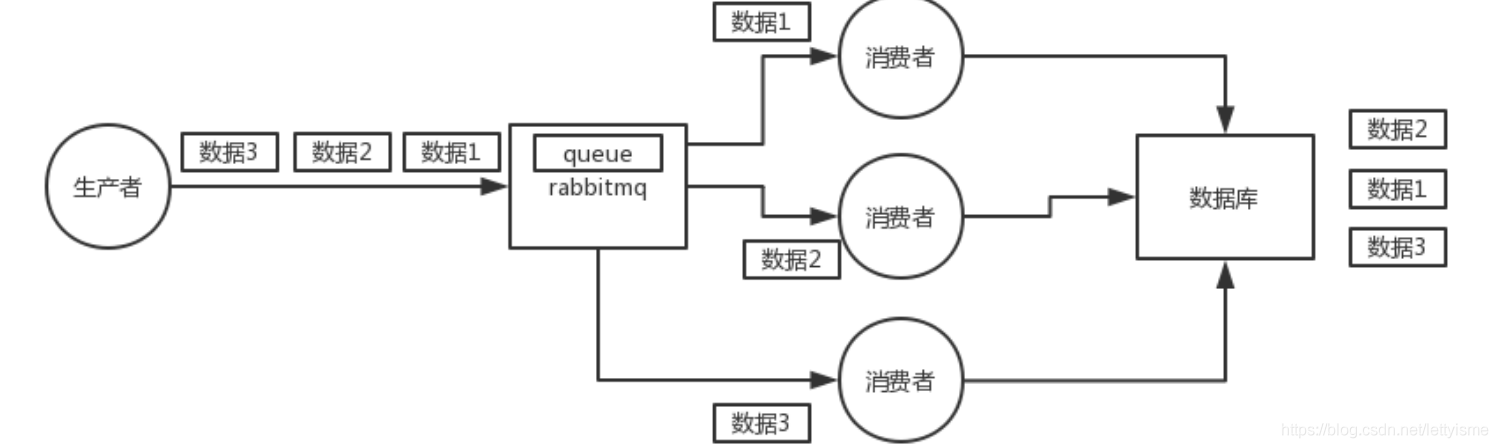 数据1
消费者
数据3
数据2
数据1
queue
rabbitmq
生产者
消费者
数据2
数据库
数据2
数据1
数据3
消费者
数据3
https://blog.csdn.net/lettyisme